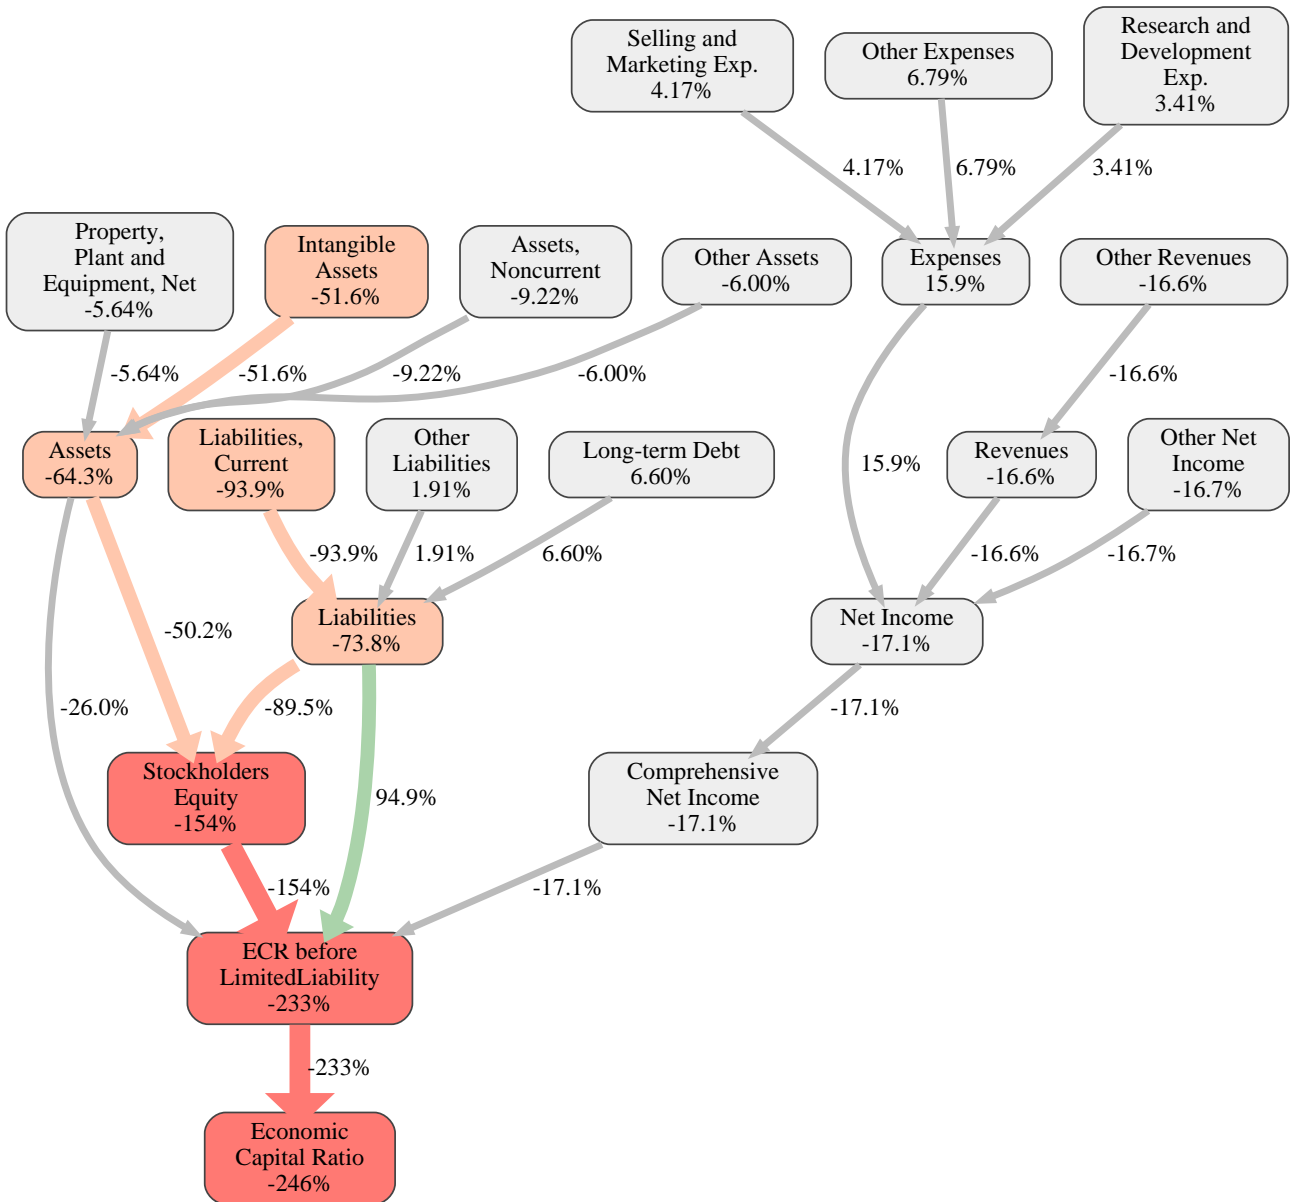 Selling and
Marketing Exp.
4.17%
Other Expenses
6.79%
Research and
Development
Exp.
3.41%
4.17%
6.79%
3.41%
Property,
Plant and
Equipment, Net
-5.64%
Intangible
Assets
-51.6%
Assets,
Noncurrent
-9.22%
Other Assets
-6.00%
Expenses
15.9%
Other Revenues
-16.6%
-5.64%
-51.6%
-9.22%
-6.00%
-16.6%
Assets
-64.3%
Liabilities,
Current
-93.9%
Other
Liabilities
1.91%
Long-term Debt
6.60%
15.9%
Revenues
-16.6%
Other Net
Income
-16.7%
-93.9%
1.91%
6.60%
-16.6%
-16.7%
-50.2%
Liabilities
-73.8%
Net Income
-17.1%
-26.0%
-89.5%
-17.1%
Stockholders
Equity
-154%
94.9%
Comprehensive
Net Income
-17.1%
-154%
-17.1%
ECR before
LimitedLiability
-233%
-233%
Economic
Capital Ratio
-246%